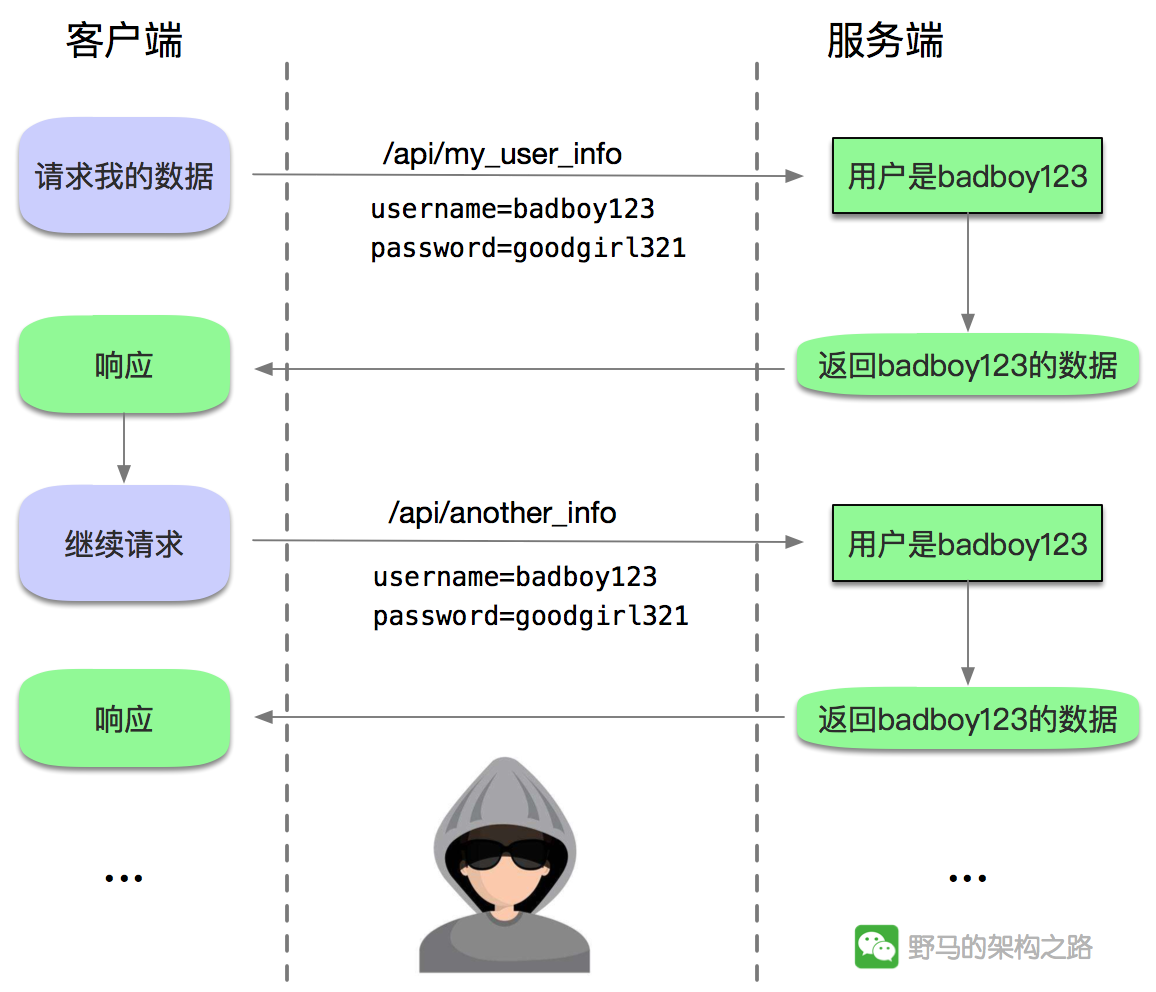 客户端
服务端
请求我的数据
/api/my_user_info
username=badboy123
password=goodgirl321
用户是badboy123
响应
返回badboy123的数据
继续请求
/api/another_info
username=badboy123
password=goodgirl321
用户是badboy123
响应
返回badboy123的数据
...
...
野马的架构之路